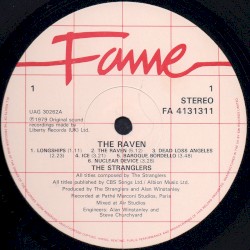 Fame
1
1
STEREO
UAG 30262A
FA 4131311
℗1979 Original sound
recordings made by
Liberty Records (UK) Ltd.
THE RAVEN
1. LONGSHIPS (1.11) 2. THE RAVEN (5.12) 3. DEAD LOSS ANGELES
(2.23) 4. ICE (3.21) 5. BAROQUE BORDELLO (3.48)
6. NUCLEAR DEVICE (3.28)
THE STRANGLERS
All titles composed by The Stranglers
All titles published by CBS Songs Ltd./ Albion Music Ltd.
Produced by The Stranglers and Alan Winstanley
Recorded at Pathé Marconi Studios, Paris
Mixed at Air Studios
Engineers: Alan Winstanley and
Steve Churchyard